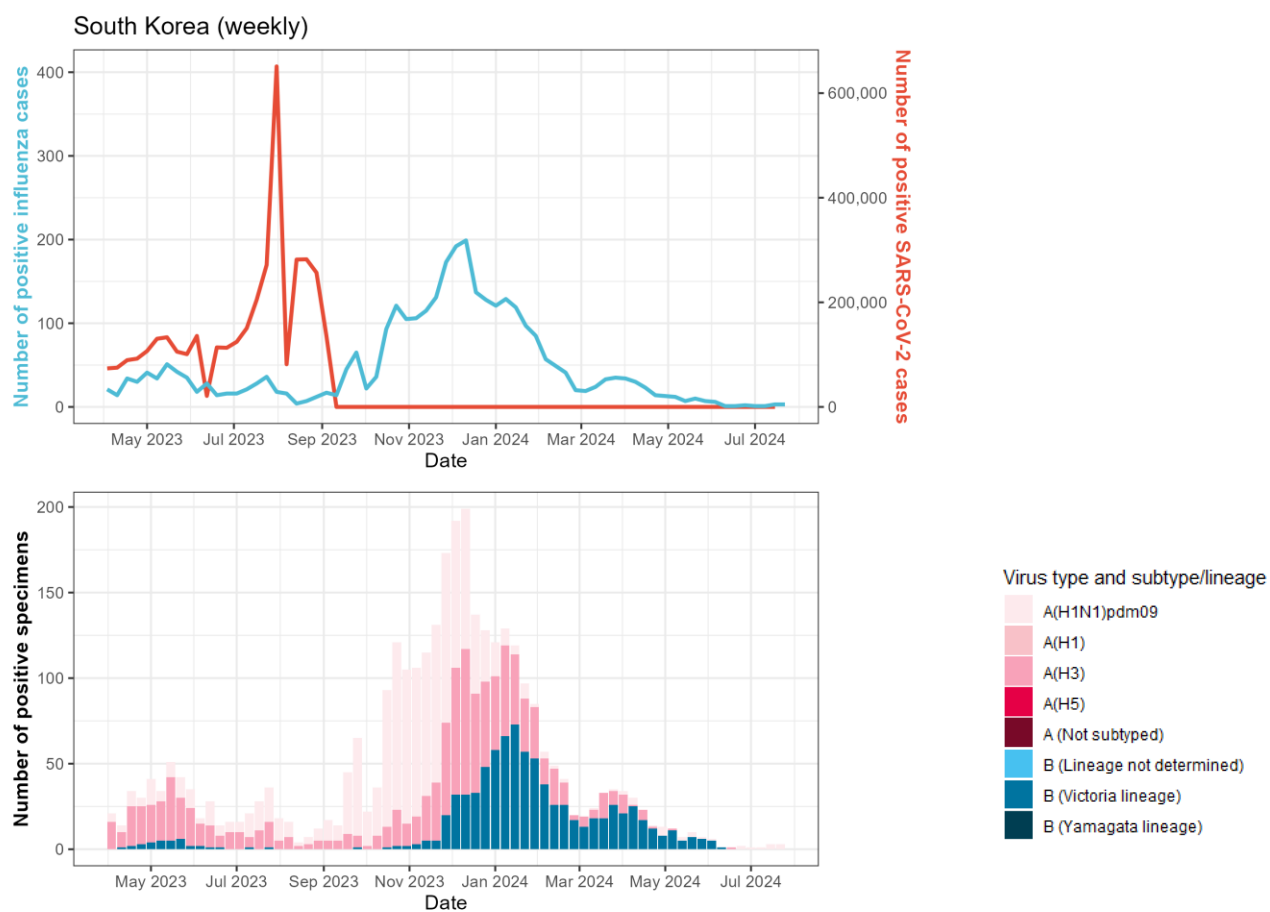 South Korea (weekly)
Number of positive influenza cases
400
300
200
100
0
600,000
400,000
200,000
0
Number of positive SARS-CoV-2 cases
May 2023 Jul 2023 Sep 2023 Nov 2023 Jan 2024 Mar 2024 May 2024 Jul 2024
Date
Number of positive specimens
200
150
100
50
0
May 2023 Jul 2023 Sep 2023 Nov 2023 Jan 2024 Mar 2024 May 2024 Jul 2024
Date
Virus type and subtype/lineage
A(H1N1)pdm09
A(H1)
A(H3)
A(H5)
A (Not subtyped)
B (Lineage not determined)
B (Victoria lineage)
B (Yamagata lineage)